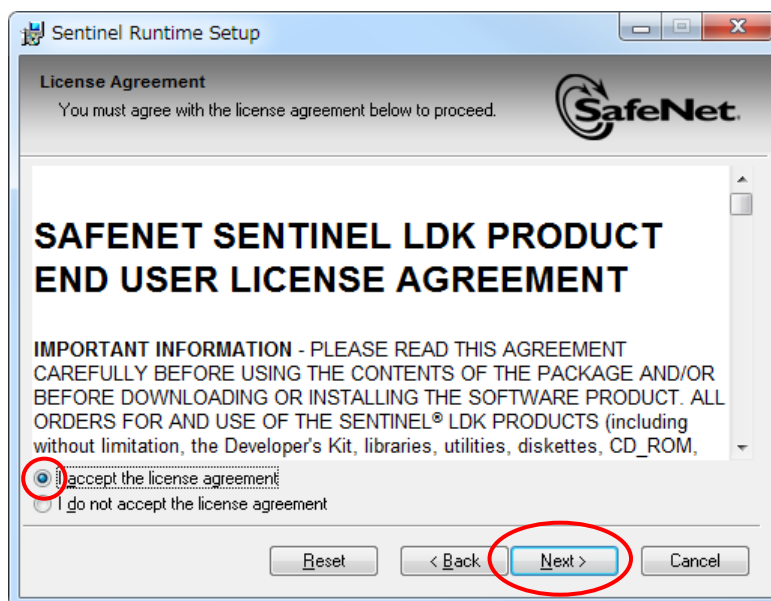 Sentinel Runtime Setup
License Agreement
You must agree with the license agreement below to proceed.
SafeNet.
SAFENET SENTINEL LDK PRODUCT
END USER LICENSE AGREEMENT
IMPORTANT INFORMATION - PLEASE READ THIS AGREEMENT
CAREFULLY BEFORE USING THE CONTENTS OF THE PACKAGE AND/OR
BEFORE DOWNLOADING OR INSTALLING THE SOFTWARE PRODUCT. ALL
ORDERS FOR AND USE OF THE SENTINEL® LDK PRODUCTS (including
without limitation, the Developer's Kit, libraries, utilities, diskettes, CD_ROM,
I accept the license agreement
I do not accept the license agreement
Reset
< Back
Next >
Cancel